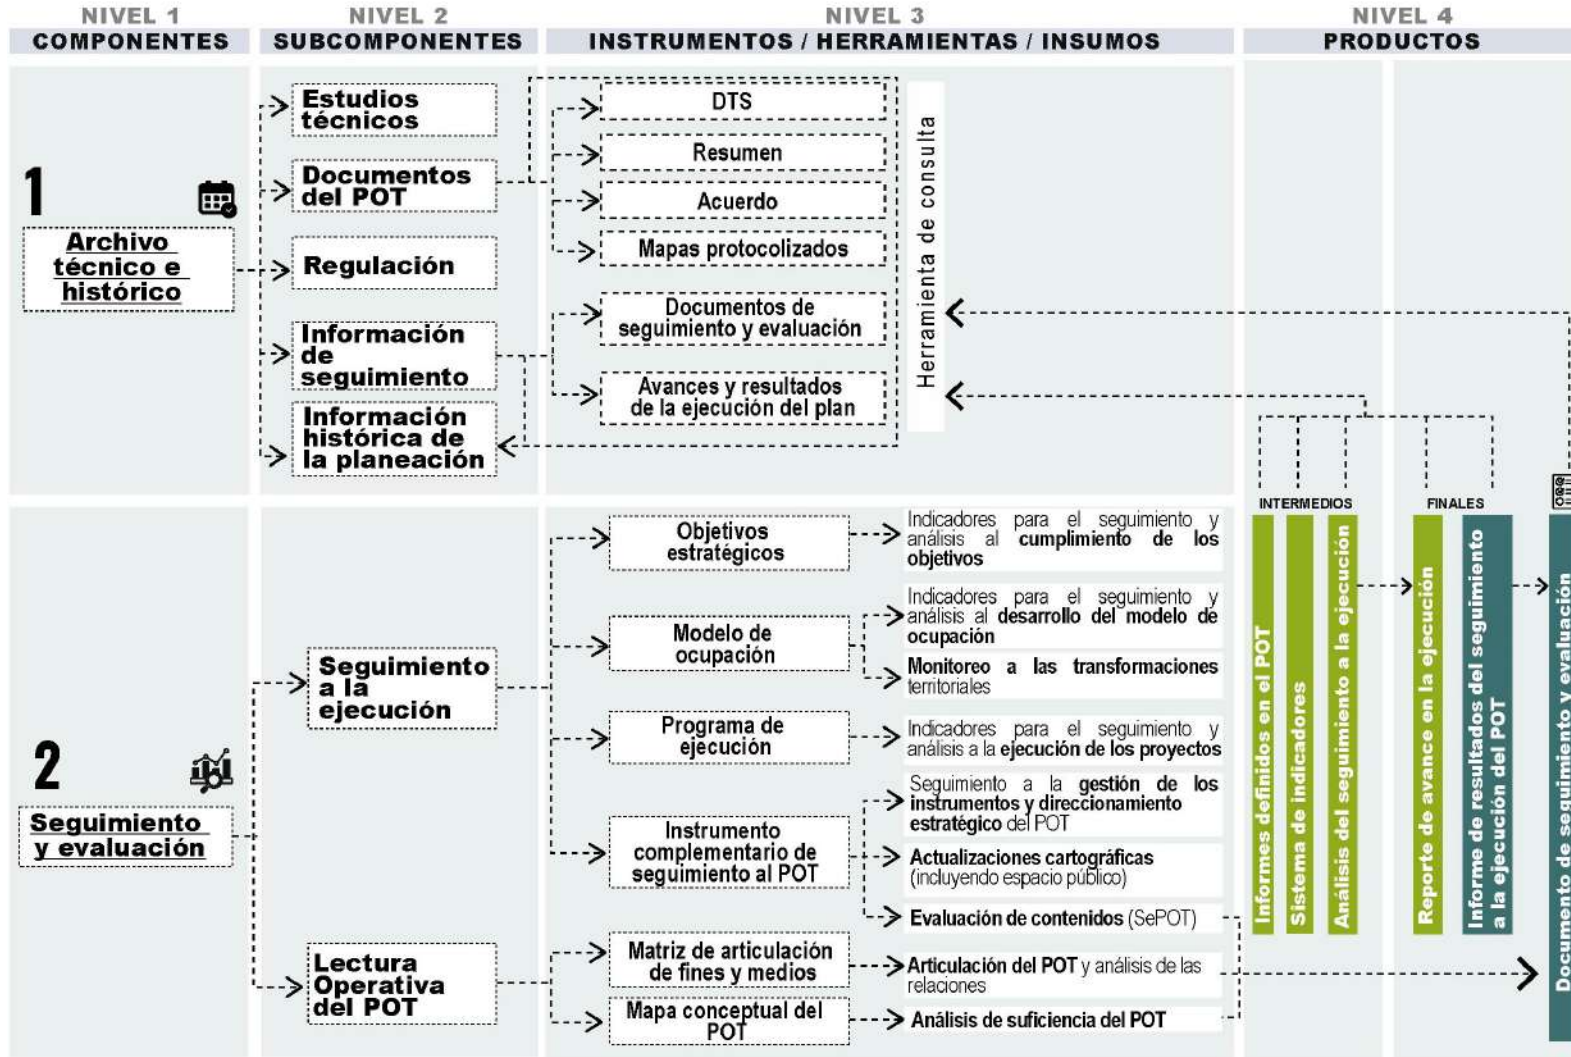 NIVEL 1
COMPONENTES
NIVEL 2
SUBCOMPONENTES
NIVEL 3
INSTRUMENTOS / HERRAMIENTAS / INSUMOS
NIVEL 4
PRODUCTOS
1
Archivo
técnico e
histórico
Estudios
técnicos
Documentos
del POT
Regulación
Información
de
seguimiento
Información
histórica de
la planeación
DTS
Resumen
Acuerdo
Mapas protocolizados
Documentos de
seguimiento y evaluación
Avances y resultados
de la ejecución del plan
Herramienta de consulta
2
Seguimiento
y evaluación
Seguimiento
a la
ejecución
Lectura
Operativa
del POT
Objetivos
estratégicos
Modelo de
ocupación
Programa de
ejecución
Instrumento
complementario de
seguimiento al POT
Matriz de articulación
de fines y medios
Mapa conceptual del
POT
Indicadores para el seguimiento y
análisis al cumplimiento de los
objetivos
Indicadores para el seguimiento y
análisis al desarrollo del modelo de
ocupación
Monitoreo a las transformaciones
territoriales
Indicadores para el seguimiento y
análisis a la ejecución de los proyectos
Seguimiento a la gestión de los
instrumentos y direccionamiento
estratégico del POT
Actualizaciones cartográficas
(incluyendo espacio público)
Evaluación de contenidos (SePOT)
Articulación del POT y análisis de las
relaciones
Análisis de suficiencia del POT
INTERMEDIOS
Informes definidos en el POT
Sistema de indicadores
Análisis del seguimiento a la ejecución
FINALES
Reporte de avance en la ejecución
Informe de resultados del seguimiento
a la ejecución del POT
Documento de seguimiento y evaluación